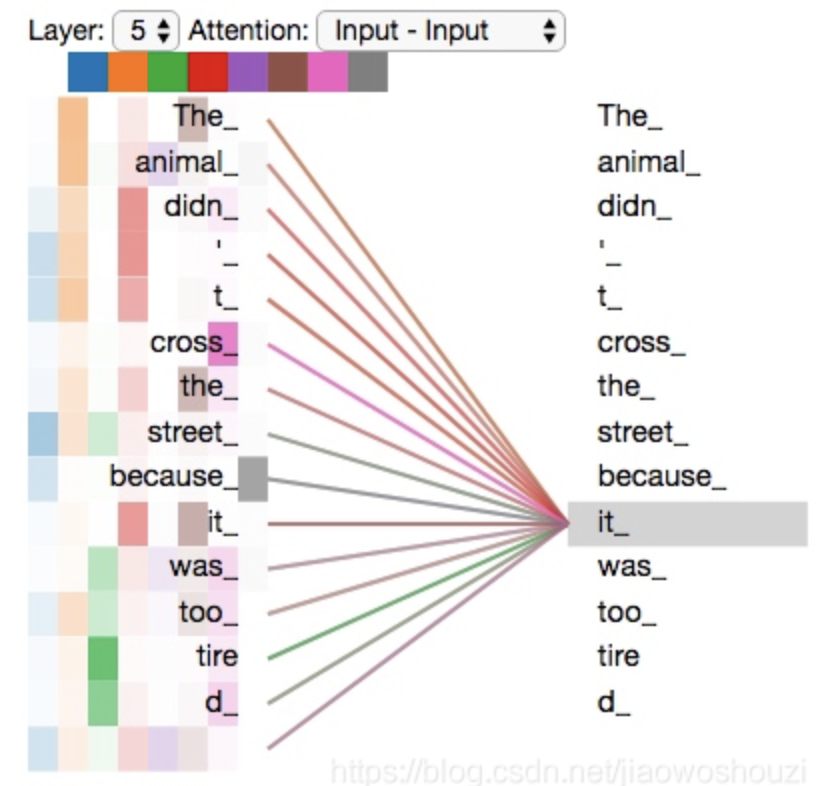 Layer: 5 Attention: Input - Input
The_ The_
animal_ animal_
didn_ didn_
'_ '_
t_ t_
cross_ cross_
the_ the_
street_ street_
because_ because_
it_ it_
was_ was_
too_ too_
tire tire
d_ d_
https://blog.csdn.net/jiaowoshouzi